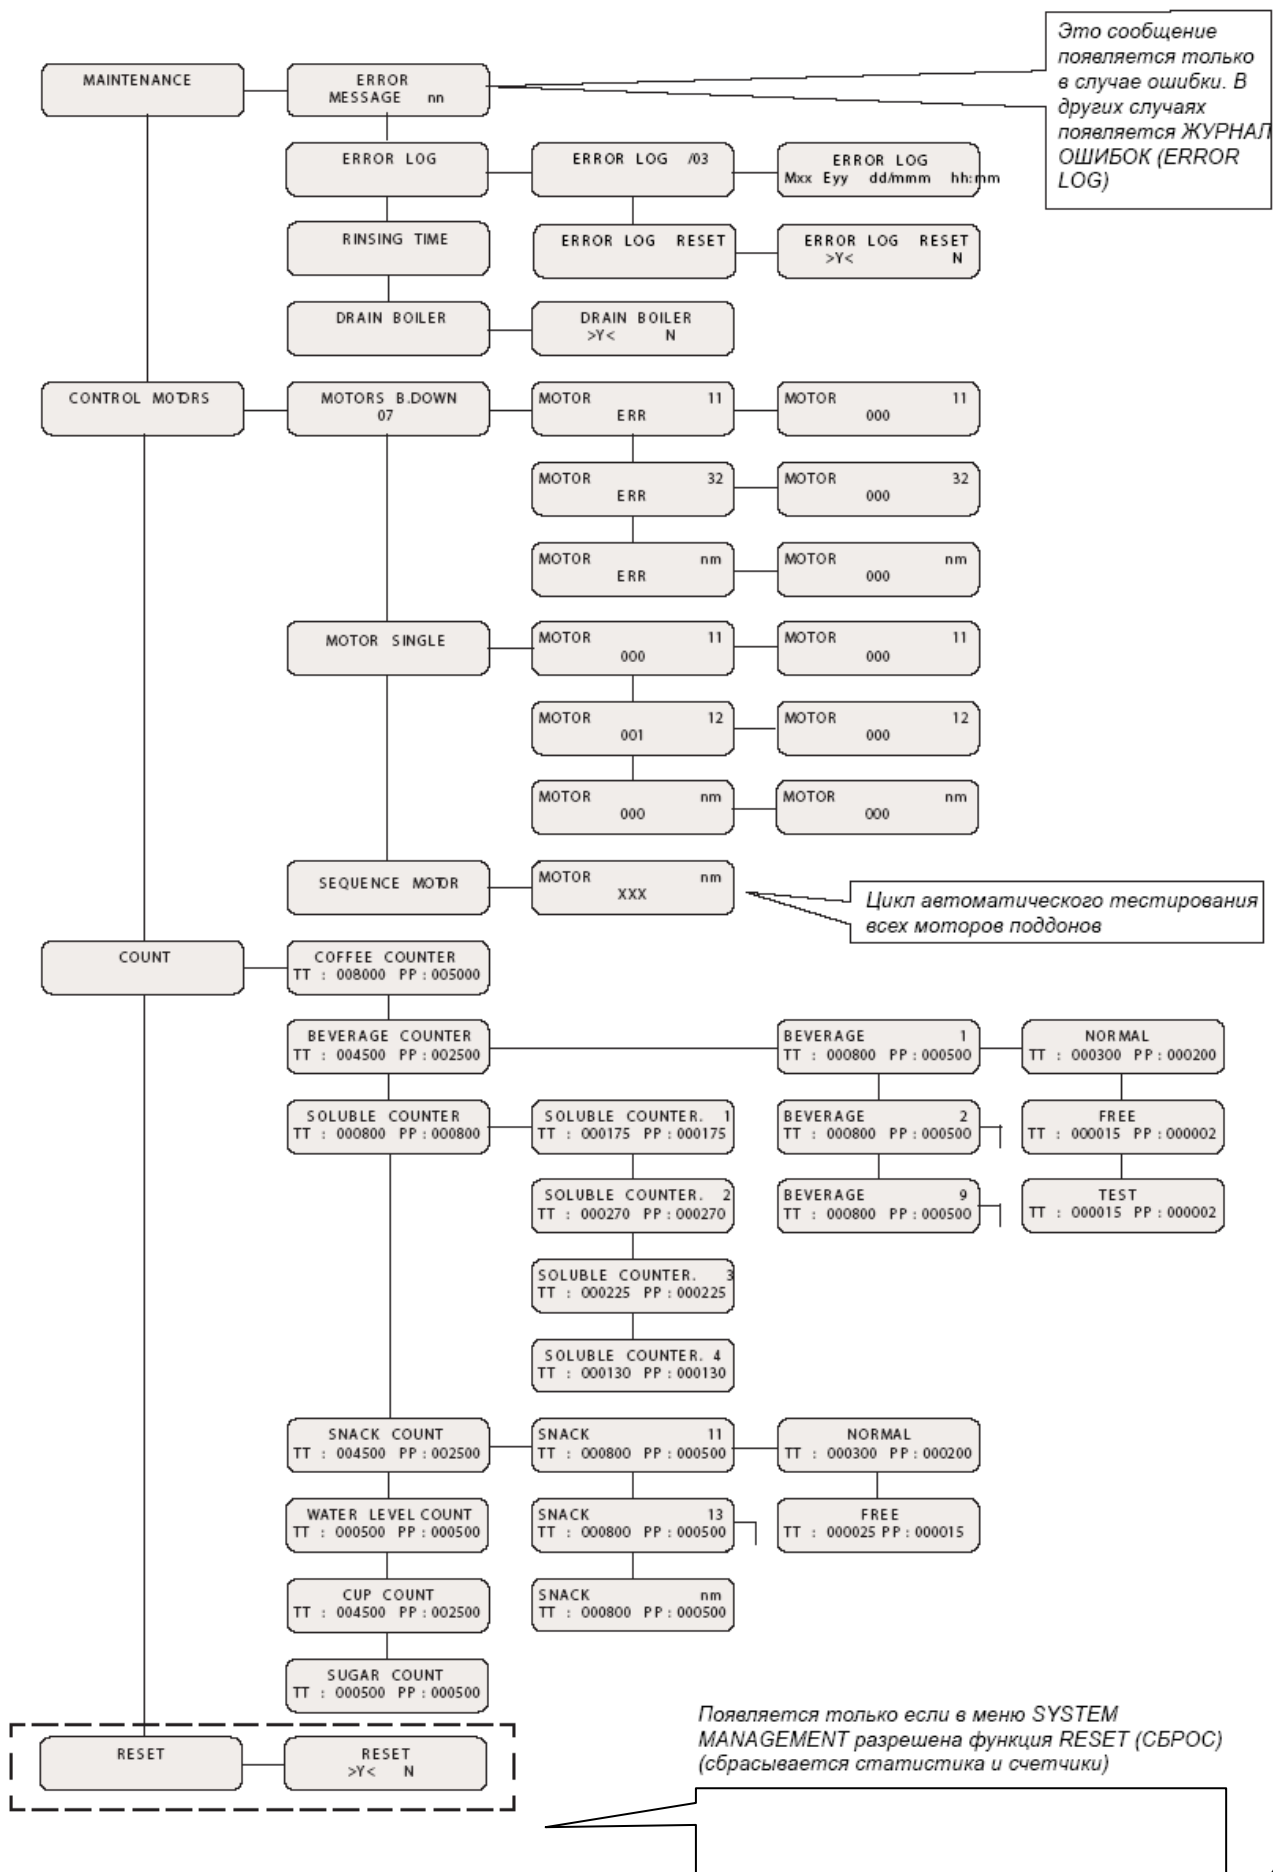 Это сообщение
появляется только
в случае ошибки. В
других случаях
появляется ЖУРНАЛ
ОШИБОК (ERROR
LOG)
MAINTENANCE
ERROR
MESSAGE nn
ERROR LOG
ERROR LOG /03
ERROR LOG
Mxx Eyy dd/mmm hh:mm
RINSING TIME
ERROR LOG RESET
ERROR LOG RESET
>Y< N
DRAIN BOILER
DRAIN BOILER
>Y< N
CONTROL MOTORS
MOTORS B.DOWN
07
MOTOR 11
ERR
MOTOR 11
000
MOTOR 32
ERR
MOTOR 32
000
MOTOR nm
ERR
MOTOR nm
000
MOTOR SINGLE
MOTOR 11
000
MOTOR 11
000
MOTOR 12
001
MOTOR 12
000
MOTOR nm
000
MOTOR nm
000
SEQUENCE MOTOR
MOTOR nm
XXX
Цикл автоматического тестирования
всех моторов поддонов
COUNT
COFFEE COUNTER
TT : 008000 PP : 005000
BEVERAGE COUNTER
TT : 004500 PP : 002500
BEVERAGE 1
TT : 000800 PP : 000500
NORMAL
TT : 000300 PP : 000200
SOLUBLE COUNTER
TT : 000800 PP : 000800
SOLUBLE COUNTER. 1
TT : 000175 PP : 000175
BEVERAGE 2
TT : 000800 PP : 000500
FREE
TT : 000015 PP : 000002
SOLUBLE COUNTER. 2
TT : 000270 PP : 000270
BEVERAGE 9
TT : 000800 PP : 000500
TEST
TT : 000015 PP : 000002
SOLUBLE COUNTER. 3
TT : 000225 PP : 000225
SOLUBLE COUNTER. 4
TT : 000130 PP : 000130
SNACK COUNT
TT : 004500 PP : 002500
SNACK 11
TT : 000800 PP : 000500
NORMAL
TT : 000300 PP : 000200
WATER LEVEL COUNT
TT : 000500 PP : 000500
SNACK 13
TT : 000800 PP : 000500
FREE
TT : 000025 PP : 000015
CUP COUNT
TT : 004500 PP : 002500
SNACK nm
TT : 000800 PP : 000500
SUGAR COUNT
TT : 000500 PP : 000500
RESET
RESET
>Y< N
Появляется только если в меню SYSTEM
MANAGEMENT разрешена функция RESET (СБРОС)
(сбрасывается статистика и счетчики)